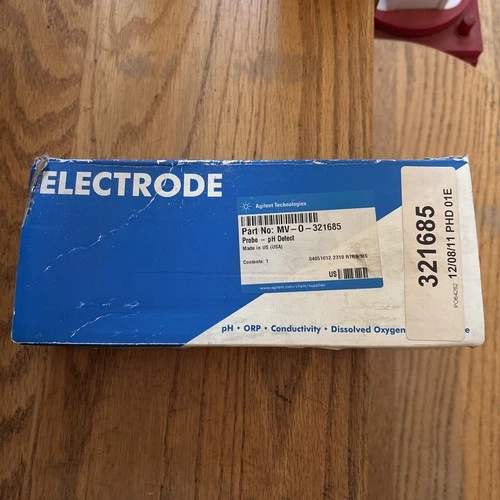 ELECTRODE
Agilent Technologies
Part No: MV-0-321685
Probe - pH Detect
Made in US (USA)
Contents: 1
US
www.agilent.com/chem/supplies
pH • ORP • Conductivity • Dissolved Oxygen
321685
12/08/11 PHD 01E
PO64262